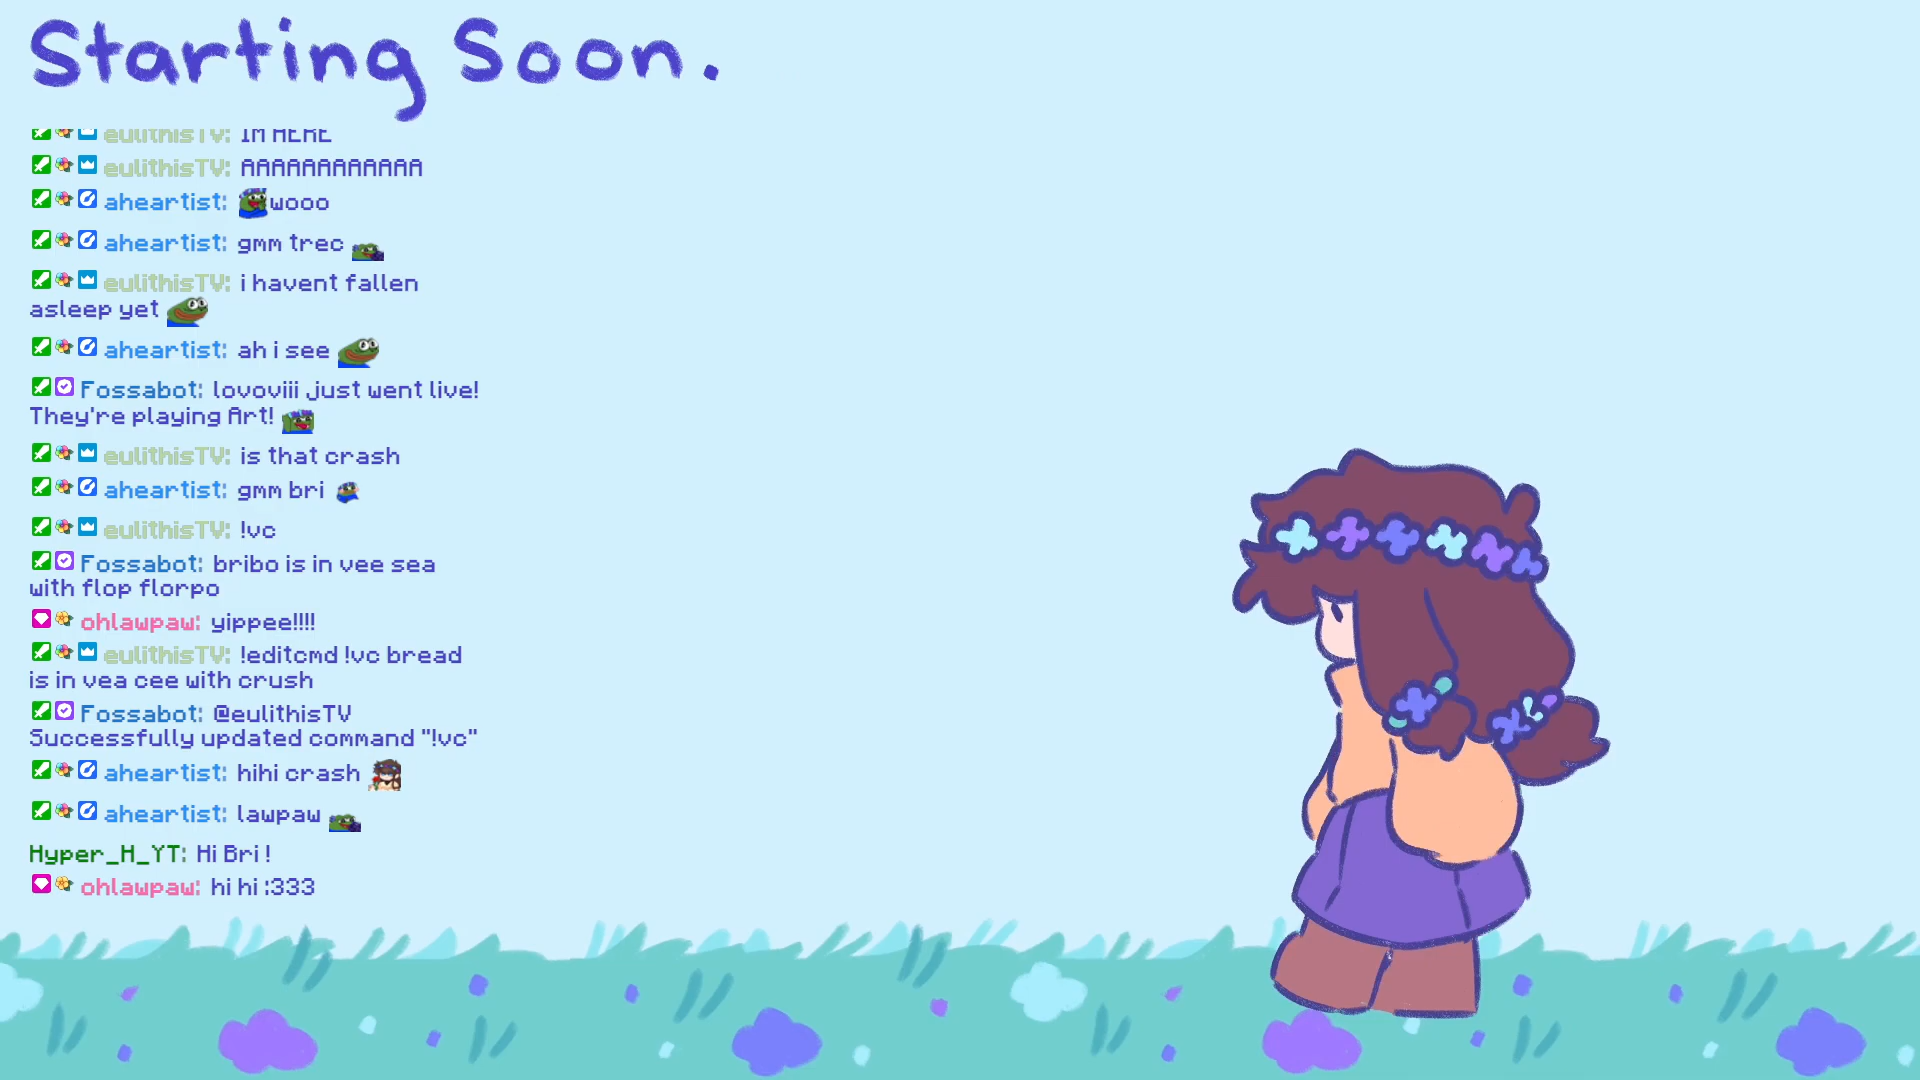 Starting Soon.
eulithisTV: IM HERE
eulithisTV: AAAAAAAAAAAA
aheartist: wooo
aheartist: gmm trec
eulithisTV: i havent fallen
asleep yet
aheartist: ah i see
Fossabot: lovoviii just went live!
They're playing Art!
eulithisTV: is that crash
aheartist: gmm bri
eulithisTV: !vc
Fossabot: bribo is in vee sea
with flop florpo
ohlawpaw: yippee!!!!
eulithisTV: !editcmd !vc bread
is in vea cee with crush
Fossabot: @eulithisTV
Successfully updated command "!vc"
aheartist: hihi crash
aheartist: lawpaw
Hyper_H_YT: Hi Bri !
ohlawpaw: hi hi :333